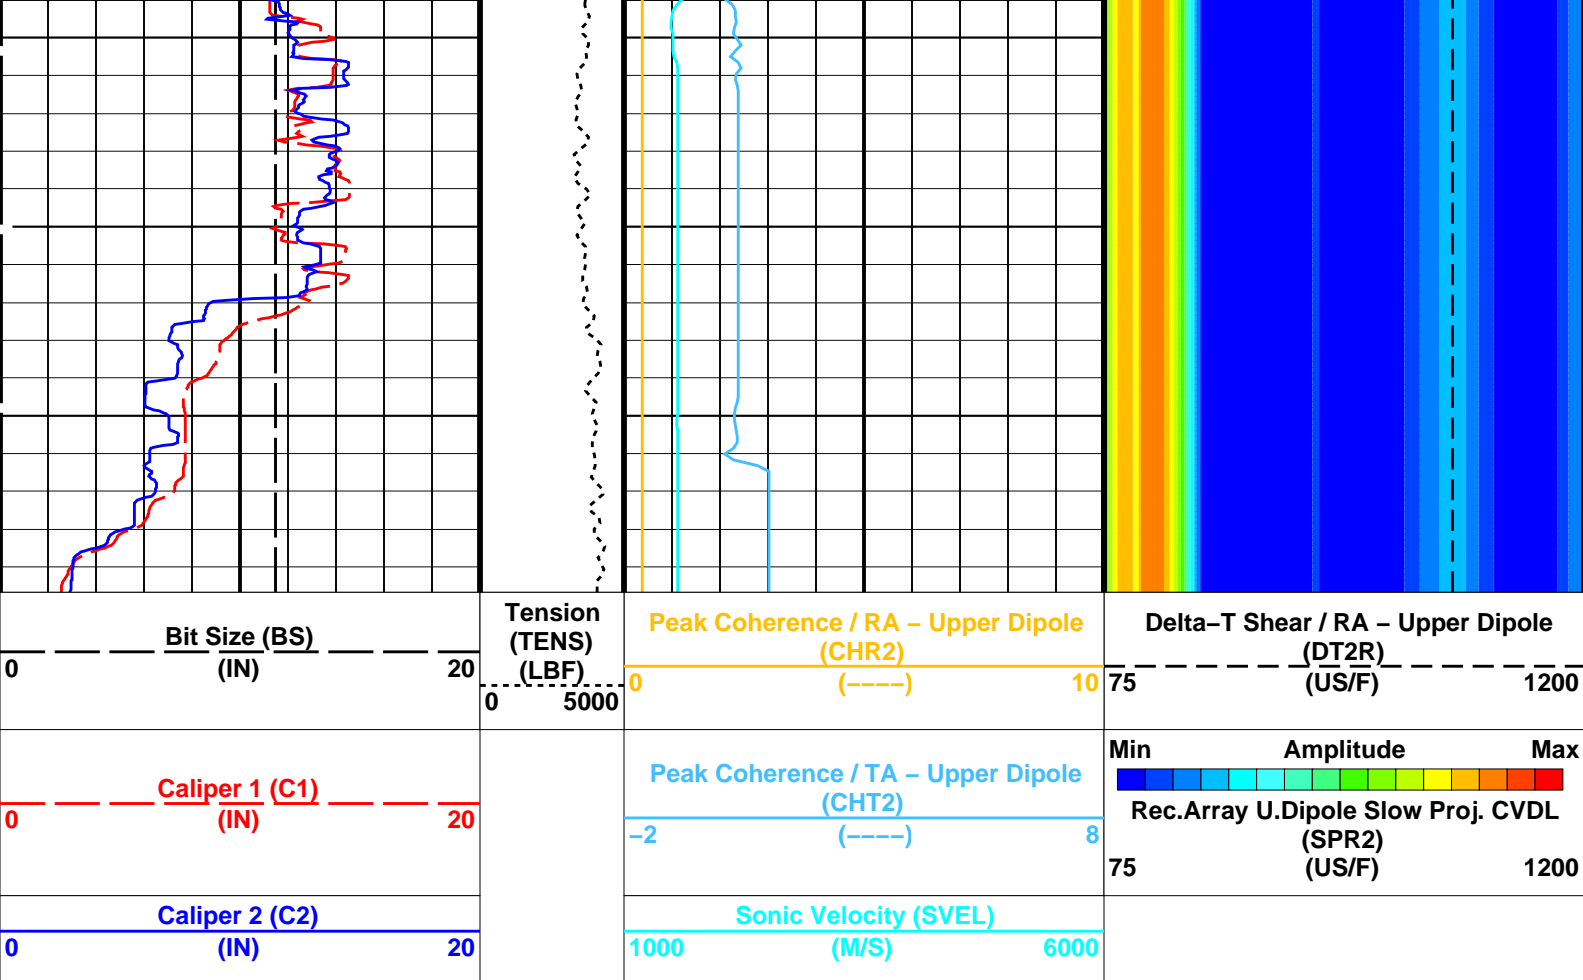 Bit Size (BS)
0 (IN) 20
Caliper 1 (C1)
0 (IN) 20
Caliper 2 (C2)
0 (IN) 20
Tension
(TENS)
(LBF)
0 5000
Peak Coherence / RA – Upper Dipole
(CHR2)
0 (––––) 10
Peak Coherence / TA – Upper Dipole
(CHT2)
–2 (––––) 8
Sonic Velocity (SVEL)
1000 (M/S) 6000
Delta–T Shear / RA – Upper Dipole
(DT2R)
75 (US/F) 1200
Min Amplitude Max
Rec.Array U.Dipole Slow Proj. CVDL
(SPR2)
75 (US/F) 1200